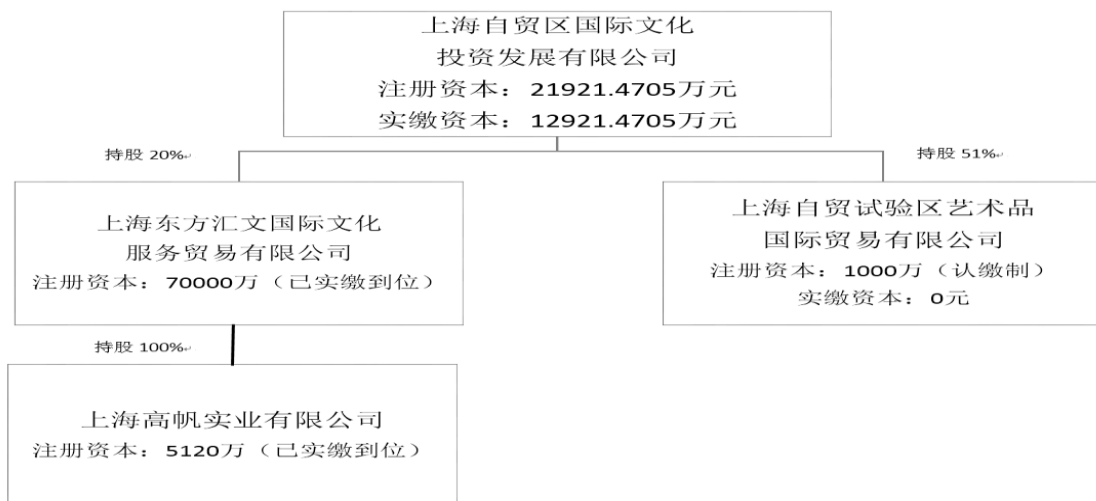 上海自贸区国际文化
投资发展有限公司
注册资本：21921.4705万元
实缴资本：12921.4705万元
持股 20%
持股 51%
上海东方汇文国际文化
服务贸易有限公司
注册资本：70000万（已实缴到位）
上海自贸试验区艺术品
国际贸易有限公司
注册资本：1000万（认缴制）
实缴资本：0元
持股 100%
上海高帆实业有限公司
注册资本：5120万（已实缴到位）